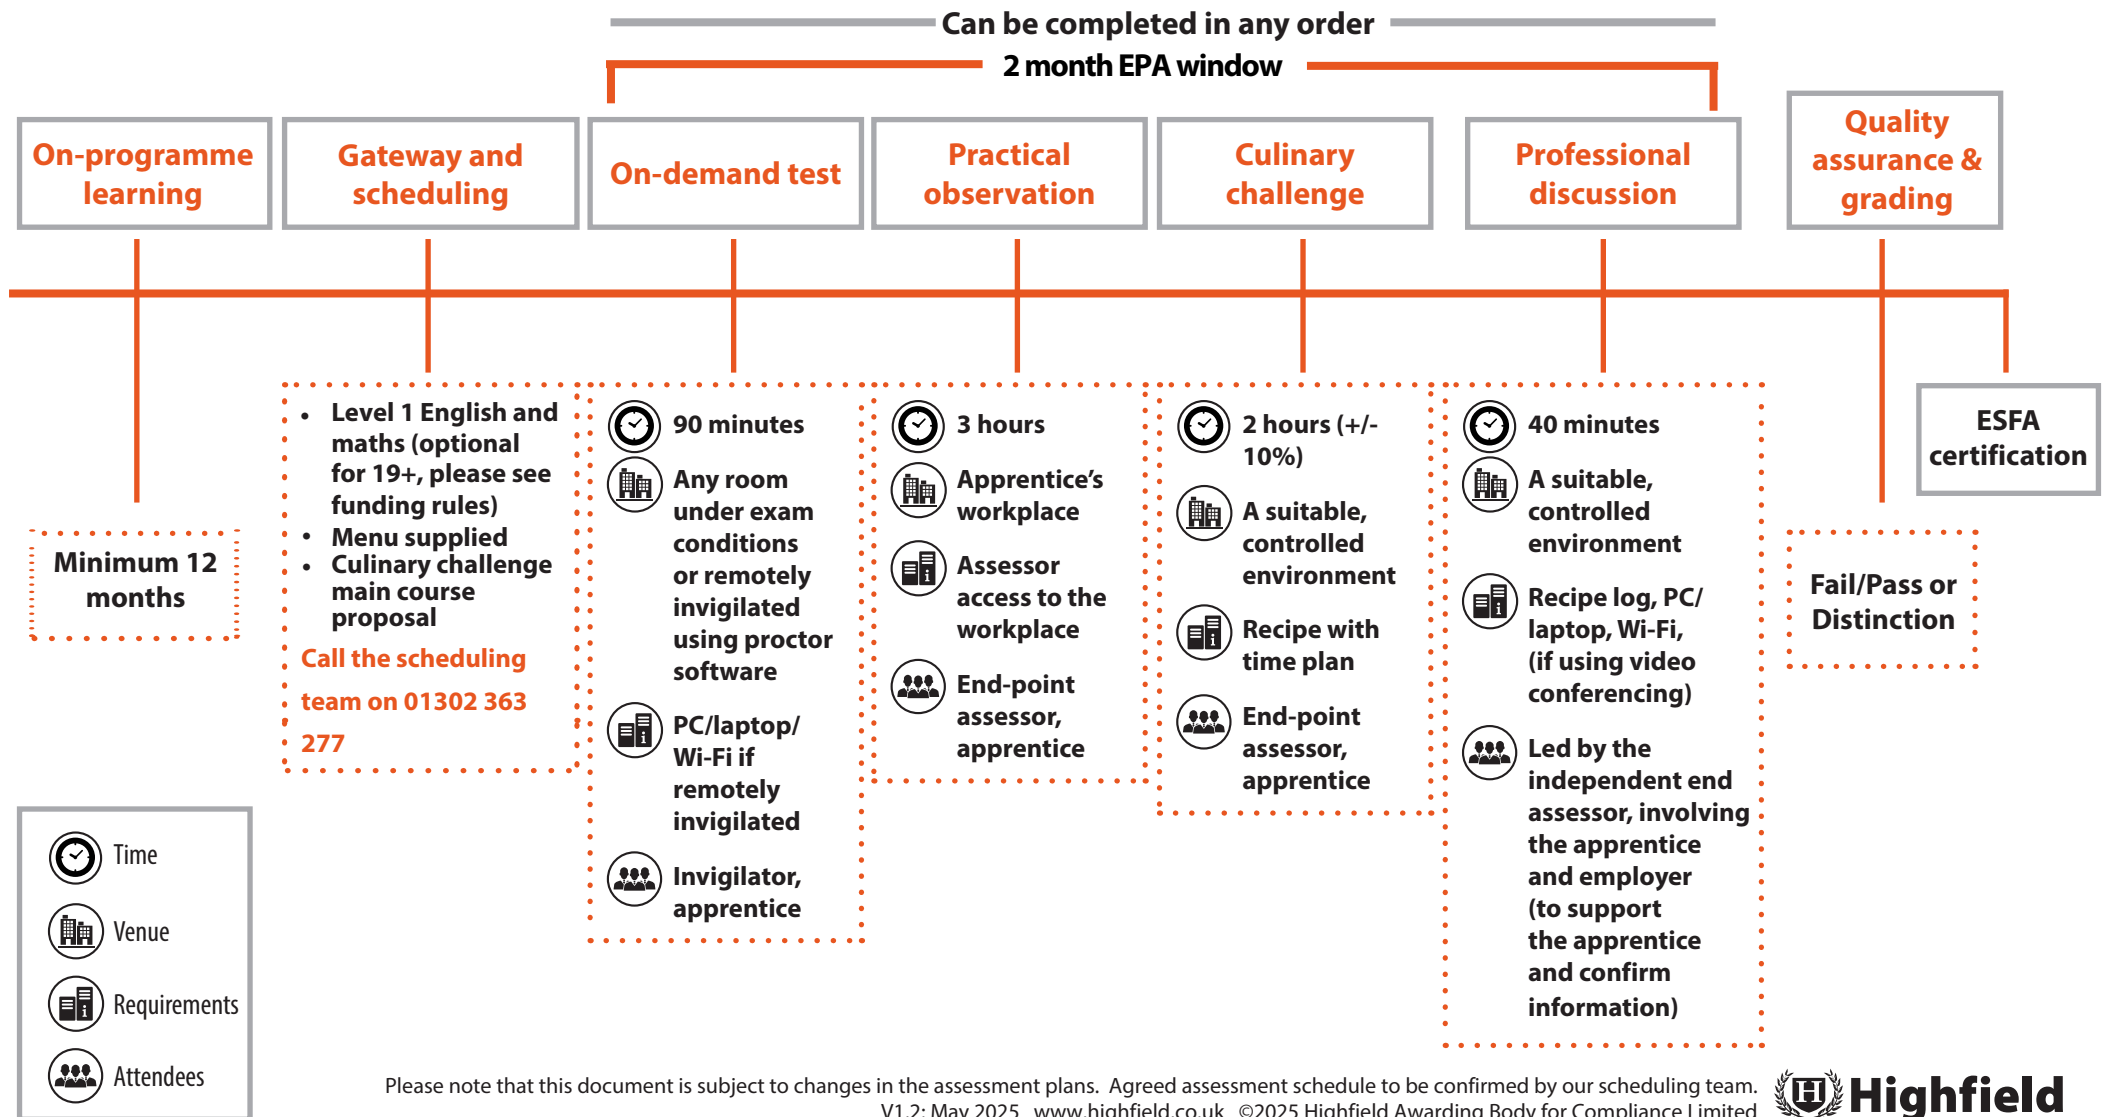 Can be completed in any order
2 month EPA window
On-programme
learning
Gateway and
scheduling
On-demand test
Practical
observation
Culinary
challenge
Professional
discussion
Quality
assurance &
grading
Minimum 12
months
• Level 1 English and
maths (optional
for 19+, please see
funding rules)
• Menu supplied
• Culinary challenge
main course
proposal
Call the scheduling
team on 01302 363
277
90 minutes
Any room
under exam
conditions
or remotely
invigilated
using proctor
software
PC/laptop/
Wi-Fi if
remotely
invigilated
Invigilator,
apprentice
3 hours
Apprentice’s
workplace
Assessor
access to the
workplace
End-point
assessor,
apprentice
2 hours (+/-
10%)
A suitable,
controlled
environment
Recipe with
time plan
End-point
assessor,
apprentice
40 minutes
A suitable,
controlled
environment
Recipe log, PC/
laptop, Wi-Fi,
(if using video
conferencing)
Led by the
independent end
assessor, involving
the apprentice
and employer
(to support
the apprentice
and confirm
information)
Fail/Pass or
Distinction
ESFA
certification
Time
Venue
Requirements
Attendees
Please note that this document is subject to changes in the assessment plans. Agreed assessment schedule to be confirmed by our scheduling team.
V1.2: May 2025 www.highfield.co.uk ©2025 Highfield Awarding Body for Compliance Limited
H Highfield